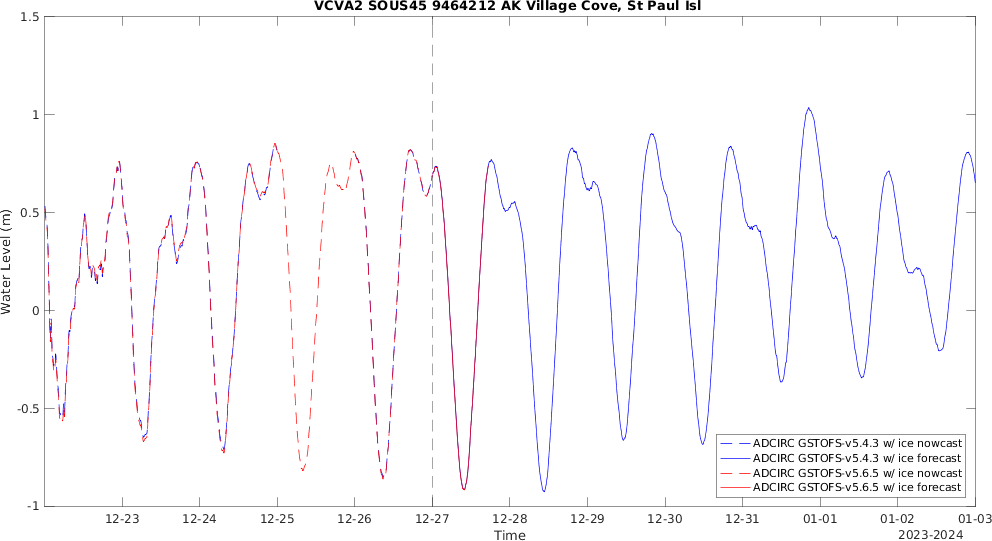 VCVA2 SOUS45 9464212 AK Village Cove, St Paul Isl
1.5
1
0.5
0
-0.5
-1
Water Level (m)
12-23 12-24 12-25 12-26 12-27 12-28 12-29 12-30 12-31 01-01 01-02 01-03
Time
2023-2024
ADCIRC GSTOFS-v5.4.3 w/ ice nowcast
ADCIRC GSTOFS-v5.4.3 w/ ice forecast
ADCIRC GSTOFS-v5.6.5 w/ ice nowcast
ADCIRC GSTOFS-v5.6.5 w/ ice forecast